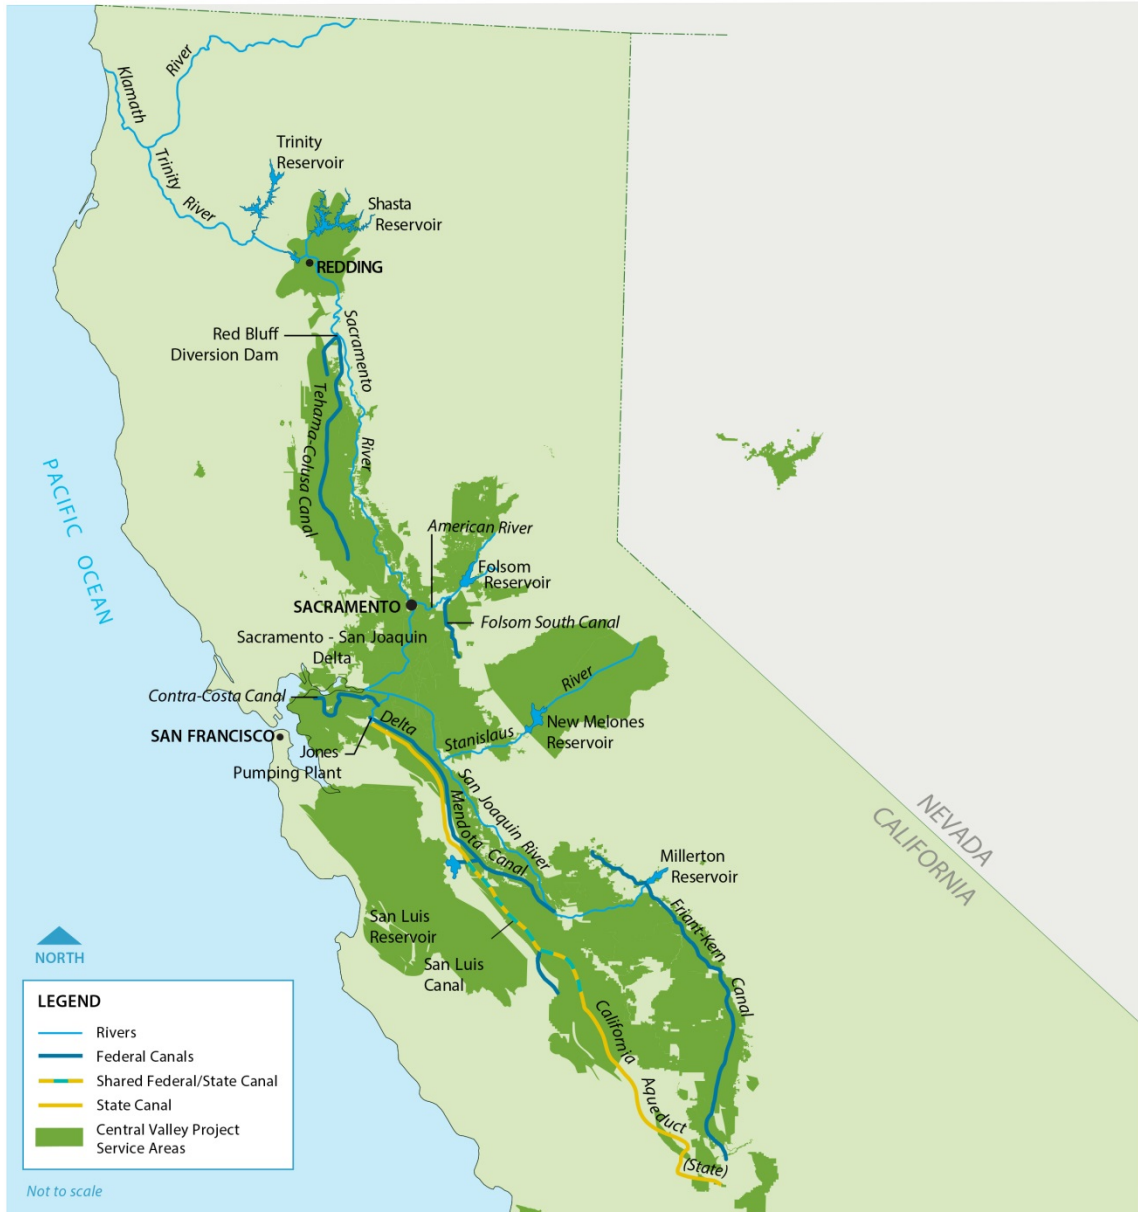 Klamath
River
Trinity
River
Trinity
Reservoir
Shasta
Reservoir
REDDING
Red Bluff
Diversion Dam
Sacramento
River
Tehama-Colusa Canal
PACIFIC OCEAN
American River
Folsom
Reservoir
SACRAMENTO
Folsom South Canal
Sacramento - San Joaquin
Delta
Contra-Costa Canal
SAN FRANCISCO
Jones
Pumping Plant
Stanislaus
River
New Melones
Reservoir
Delta
Mendota Canal
San Joaquin River
NEVADA
CALIFORNIA
Millerton
Reservoir
Friant-Kern
Canal
San Luis
Reservoir
San Luis
Canal
California
Aqueduct
(State)
NORTH
LEGEND
Rivers
Federal Canals
Shared Federal/State Canal
State Canal
Central Valley Project
Service Areas
Not to scale